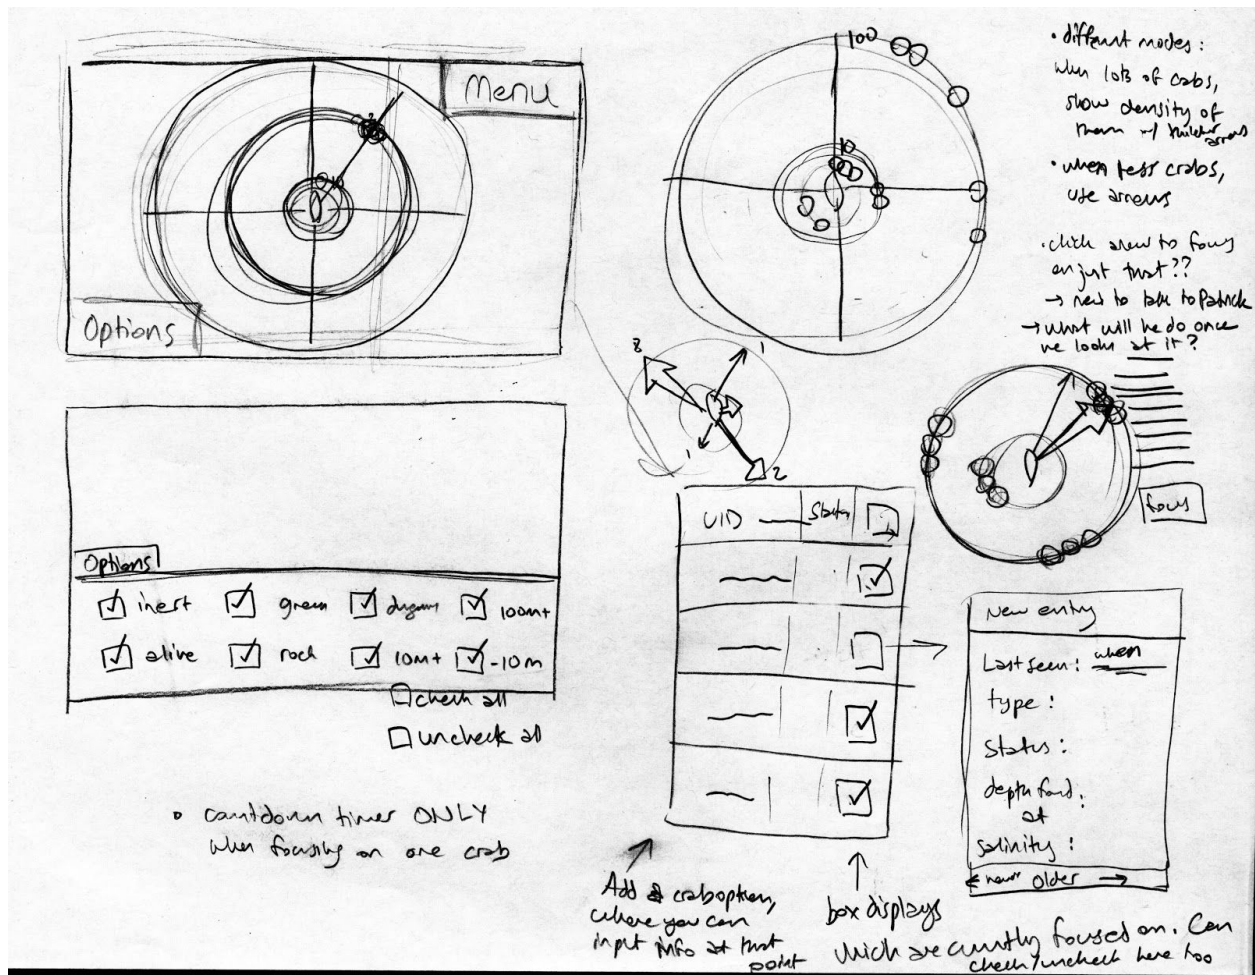 Menu
Options
100
10
• different modes:
when lots of crabs,
show density of
them w/ thicker
arrows
• when less crabs,
use arrows
• click arrow to focus
on just that??
→ need to talk to Patrick
→ what will he do once
he looks at it?
8
1
1
2
focus
Options
inert
green
100m+
alive
rock
10m+
-10m
check all
uncheck all
• countdown timer ONLY
when focusing on one crab
UID
Status
New entry
Last seen: when
type:
Status:
depth found:
at
salinity:
← newer older →
Add a crab option,
where you can
input info at that
point
box displays
which are currently focused on. Can
check/uncheck here too